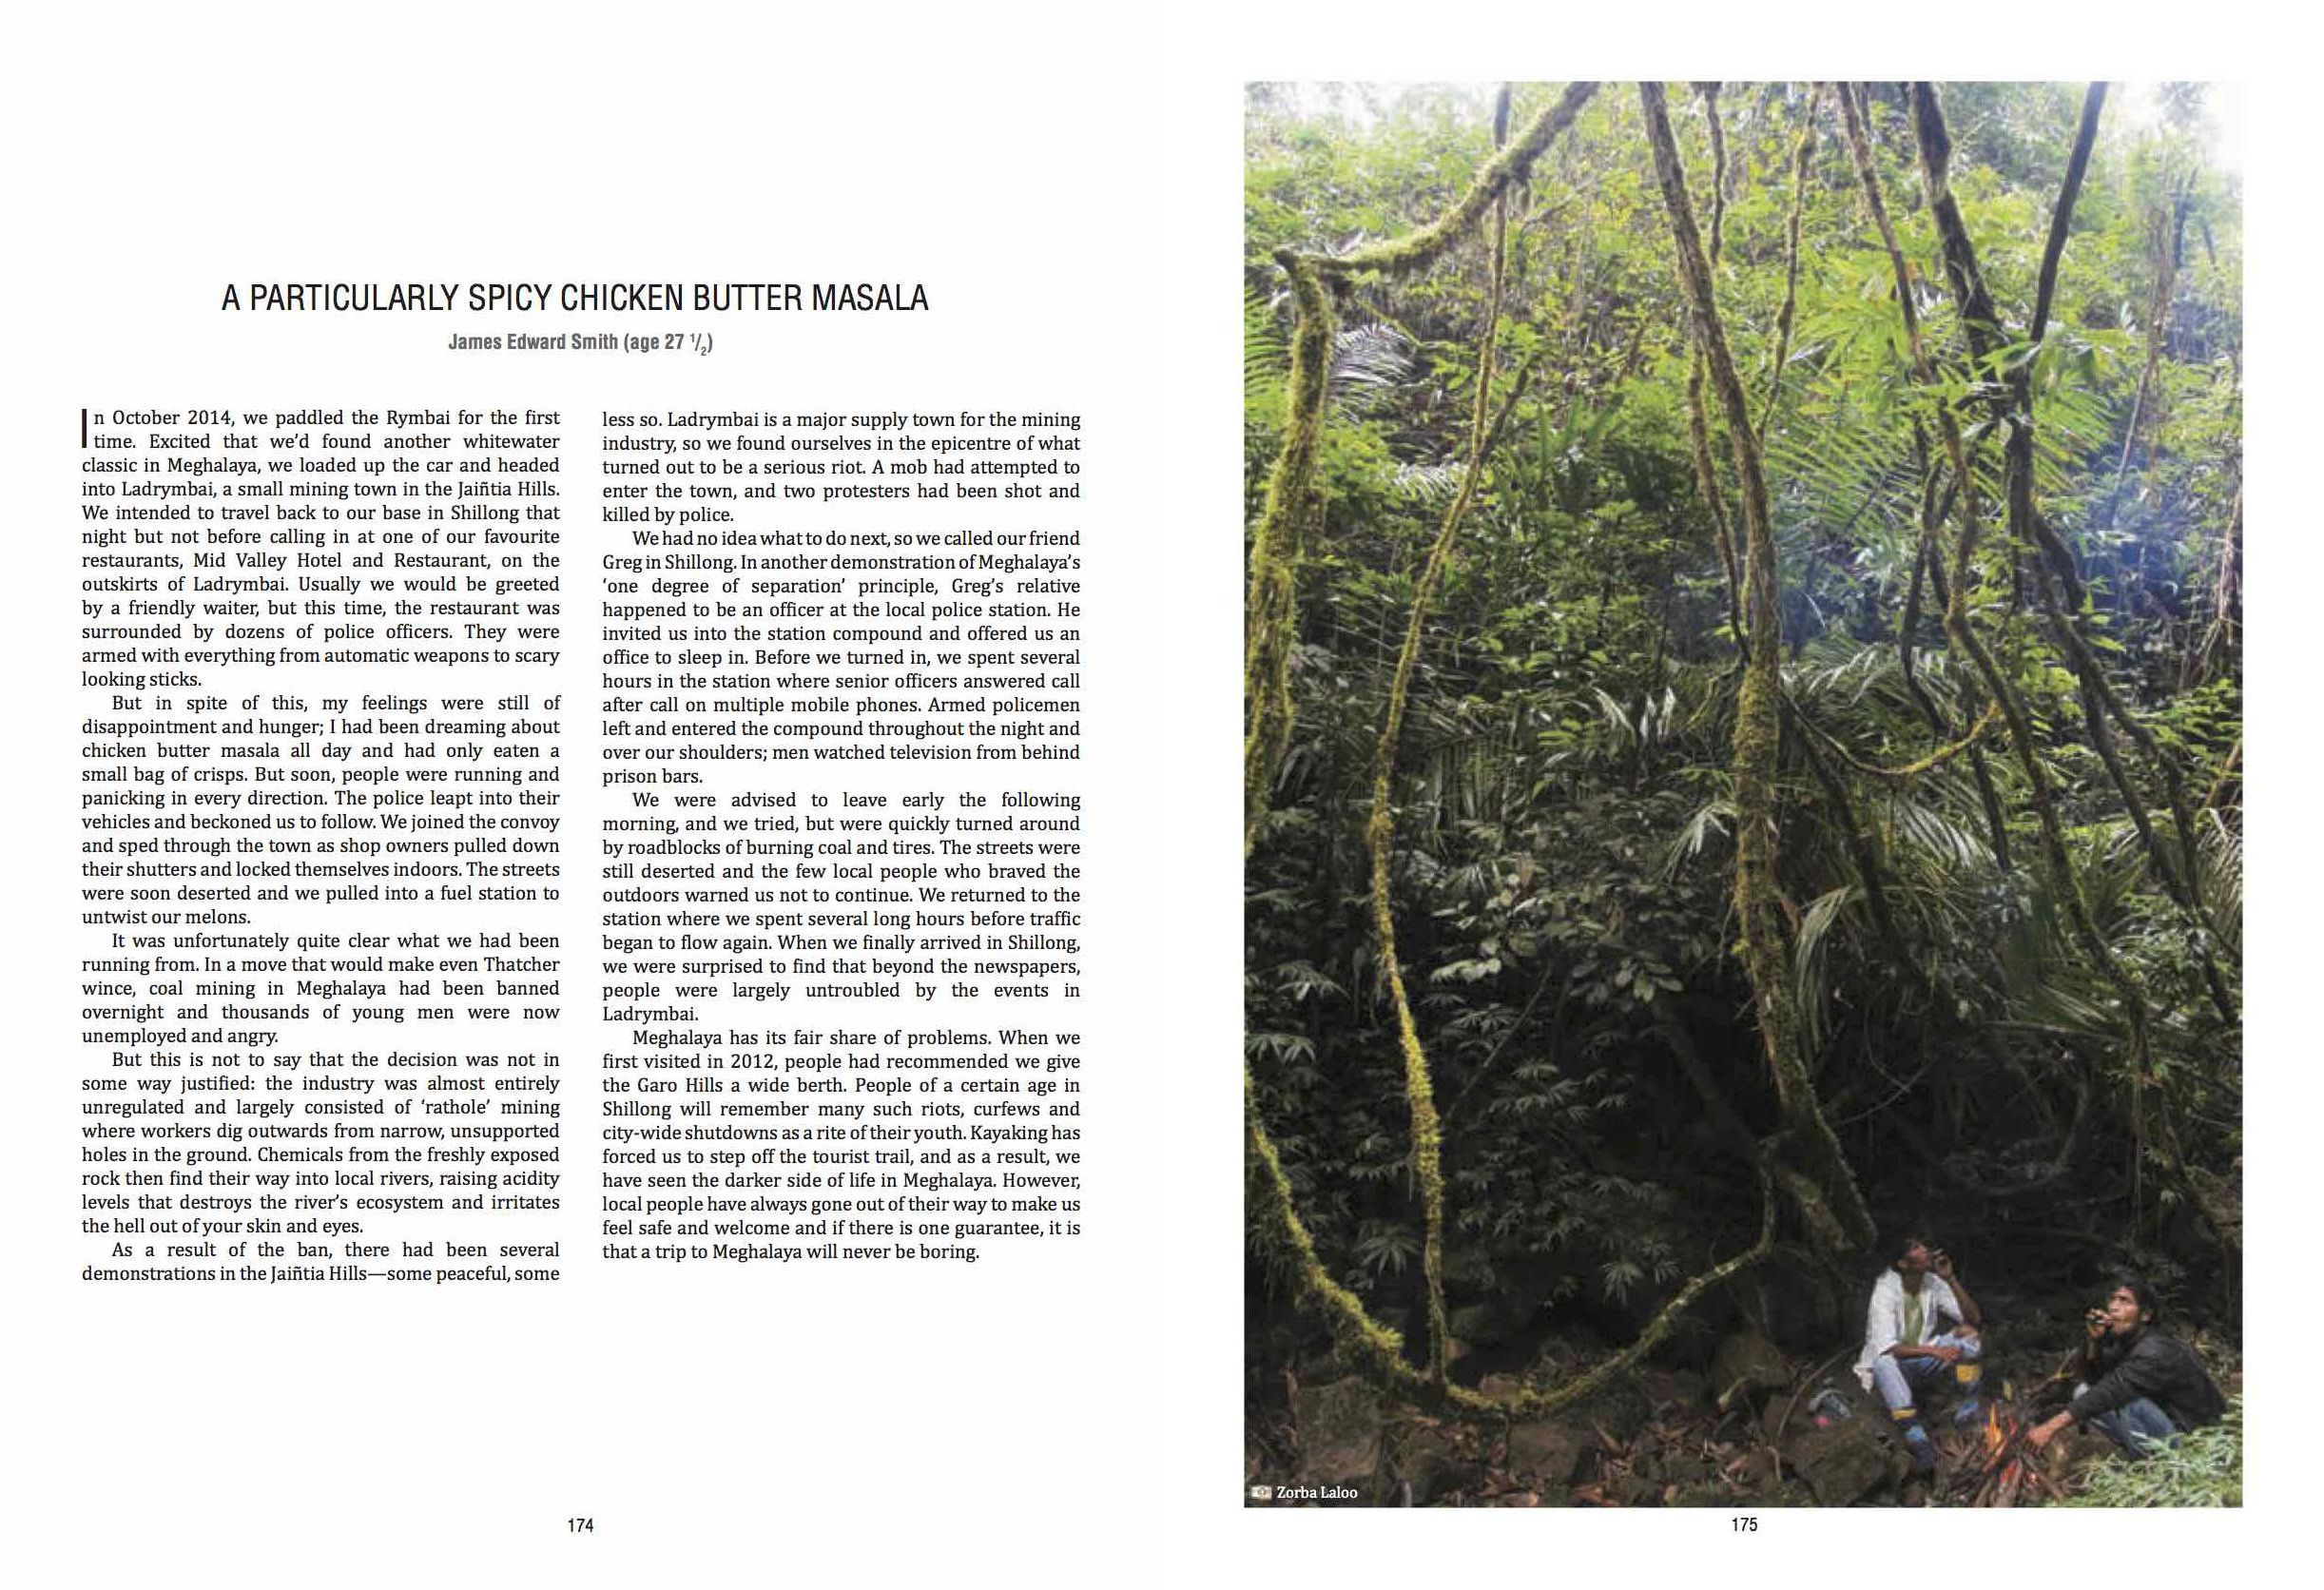 A PARTICULARLY SPICY CHICKEN BUTTER MASALA
James Edward Smith (age 27 1/2)
In October 2014, we paddled the Rymbai for the first
time. Excited that we’d found another whitewater
classic in Meghalaya, we loaded up the car and headed
into Ladrymbai, a small mining town in the Jaiñtia Hills.
We intended to travel back to our base in Shillong that
night but not before calling in at one of our favourite
restaurants, Mid Valley Hotel and Restaurant, on the
outskirts of Ladrymbai. Usually we would be greeted
by a friendly waiter, but this time, the restaurant was
surrounded by dozens of police officers. They were
armed with everything from automatic weapons to scary
looking sticks.
But in spite of this, my feelings were still of
disappointment and hunger; I had been dreaming about
chicken butter masala all day and had only eaten a
small bag of crisps. But soon, people were running and
panicking in every direction. The police leapt into their
vehicles and beckoned us to follow. We joined the convoy
and sped through the town as shop owners pulled down
their shutters and locked themselves indoors. The streets
were soon deserted and we pulled into a fuel station to
untwist our melons.
It was unfortunately quite clear what we had been
running from. In a move that would make even Thatcher
wince, coal mining in Meghalaya had been banned
overnight and thousands of young men were now
unemployed and angry.
But this is not to say that the decision was not in
some way justified: the industry was almost entirely
unregulated and largely consisted of ‘rathole’ mining
where workers dig outwards from narrow, unsupported
holes in the ground. Chemicals from the freshly exposed
rock then find their way into local rivers, raising acidity
levels that destroys the river’s ecosystem and irritates
the hell out of your skin and eyes.
As a result of the ban, there had been several
demonstrations in the Jaiñtia Hills—some peaceful, some
less so. Ladrymbai is a major supply town for the mining
industry, so we found ourselves in the epicentre of what
turned out to be a serious riot. A mob had attempted to
enter the town, and two protesters had been shot and
killed by police.
We had no idea what to do next, so we called our friend
Greg in Shillong. In another demonstration of Meghalaya’s
‘one degree of separation’ principle, Greg’s relative
happened to be an officer at the local police station. He
invited us into the station compound and offered us an
office to sleep in. Before we turned in, we spent several
hours in the station where senior officers answered call
after call on multiple mobile phones. Armed policemen
left and entered the compound throughout the night and
over our shoulders; men watched television from behind
prison bars.
We were advised to leave early the following
morning, and we tried, but were quickly turned around
by roadblocks of burning coal and tires. The streets were
still deserted and the few local people who braved the
outdoors warned us not to continue. We returned to the
station where we spent several long hours before traffic
began to flow again. When we finally arrived in Shillong,
we were surprised to find that beyond the newspapers,
people were largely untroubled by the events in
Ladrymbai.
Meghalaya has its fair share of problems. When we
first visited in 2012, people had recommended we give
the Garo Hills a wide berth. People of a certain age in
Shillong will remember many such riots, curfews and
city-wide shutdowns as a rite of their youth. Kayaking has
forced us to step off the tourist trail, and as a result, we
have seen the darker side of life in Meghalaya. However,
local people have always gone out of their way to make us
feel safe and welcome and if there is one guarantee, it is
that a trip to Meghalaya will never be boring.
174
Zorba Laloo
175